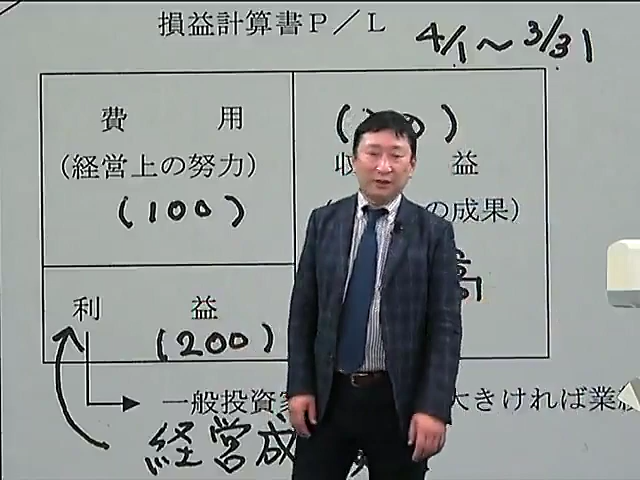 損益計算書P／L 4/1～3/31
費用
(経営上の努力)
(100)
益
の成果)
利益
(200)
一般投資 大きければ業
経営成